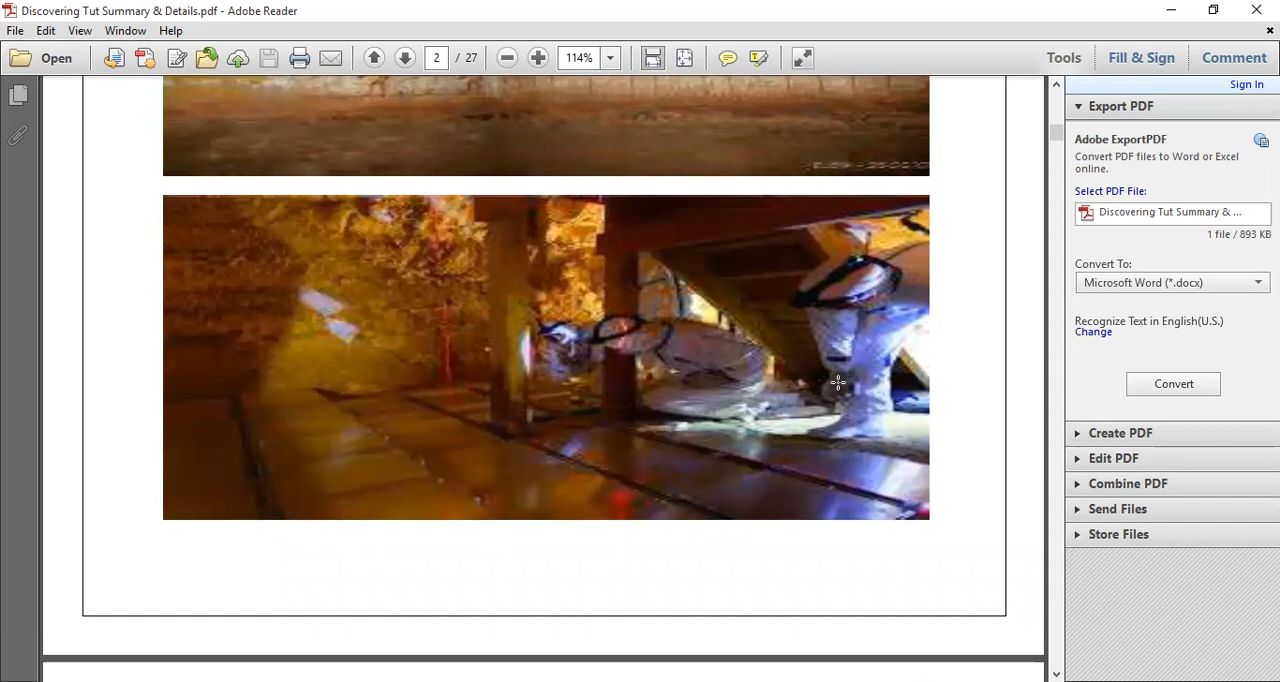 Discovering Tut Summary & Details.pdf - Adobe Reader
File Edit View Window Help
Open 2 / 27 114% Tools Fill & Sign Comment
Sign In
Export PDF
Adobe ExportPDF
Convert PDF files to Word or Excel
online.
Select PDF File:
Discovering Tut Summary & ...
1 file / 893 KB
Convert To:
Microsoft Word (*.docx)
Recognize Text in English(U.S.)
Change
Convert
Create PDF
Edit PDF
Combine PDF
Send Files
Store Files